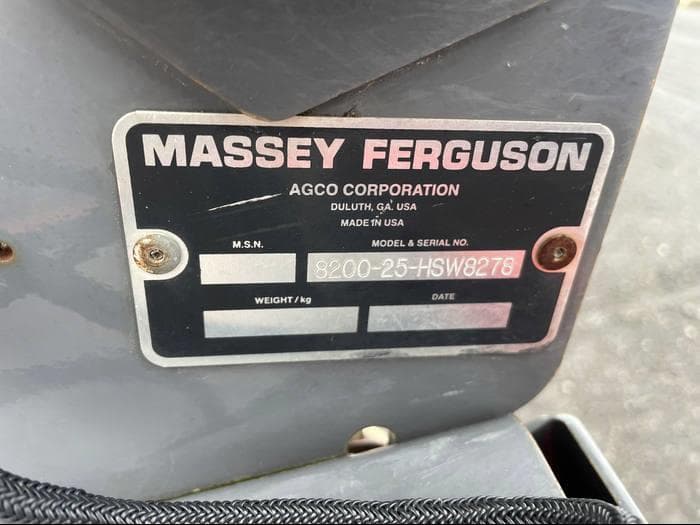 MASSEY FERGUSON
AGCO CORPORATION
DULUTH, GA. USA
MADE IN USA
M.S.N.
MODEL & SERIAL NO.
8200-25-HSW8278
WEIGHT/kg
DATE